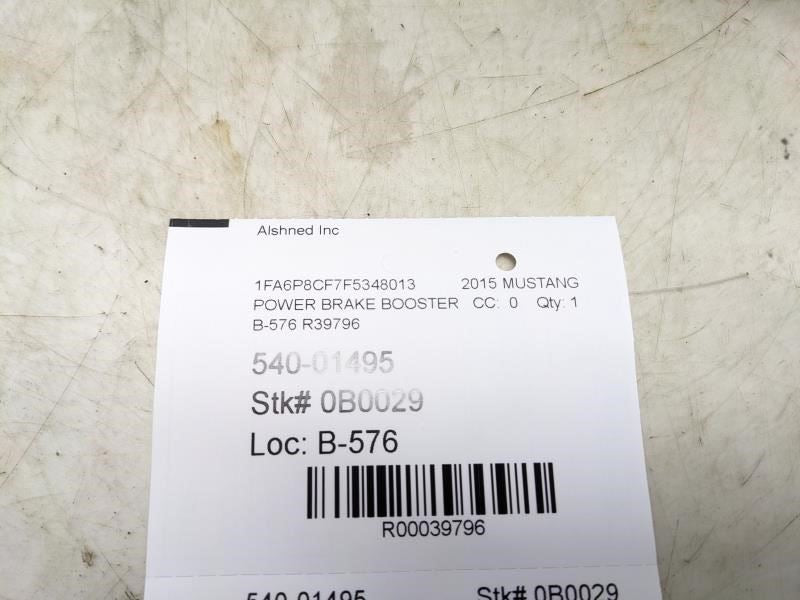 Alshned Inc
1FA6P8CF7F5348013 2015 MUSTANG
POWER BRAKE BOOSTER CC: 0 Qty: 1
B-576 R39796
540-01495
Stk# 0B0029
Loc: B-576
R00039796
540-01495 Stk# 0B0029